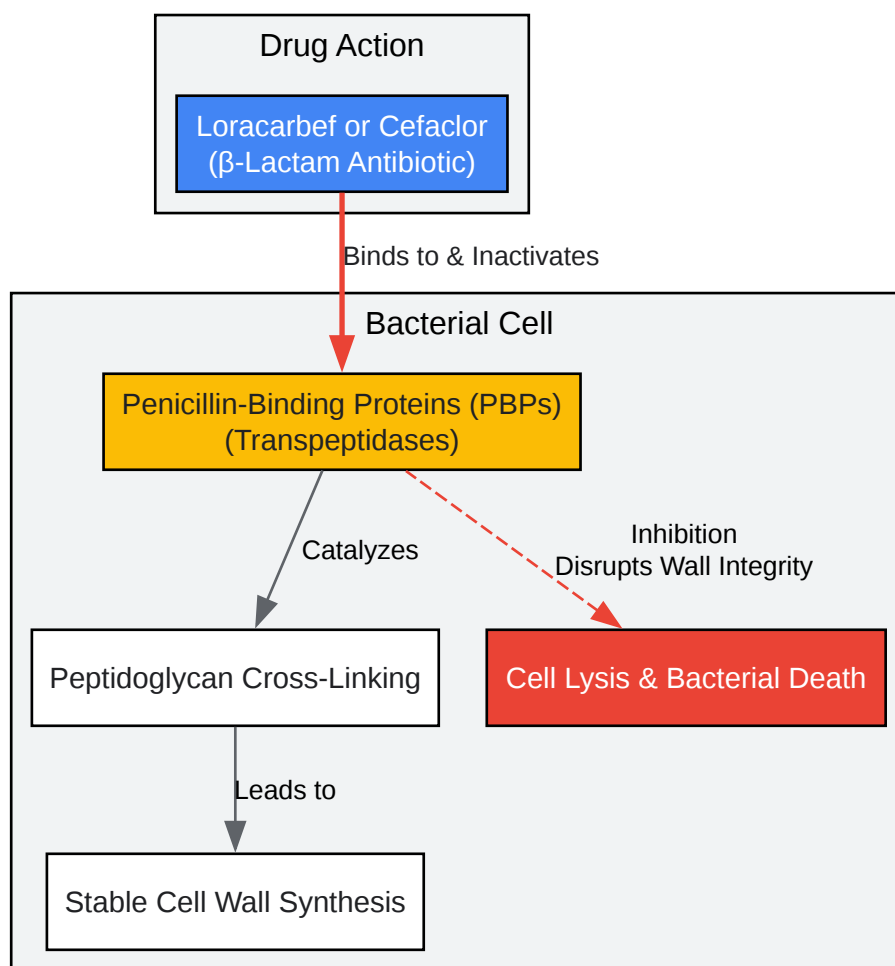 Drug Action
Loracarbef or Cefaclor
(β-Lactam Antibiotic)
Binds to & Inactivates
Bacterial Cell
Penicillin-Binding Proteins (PBPs)
(Transpeptidases)
Catalyzes
Inhibition
Disrupts Wall Integrity
Peptidoglycan Cross-Linking
Cell Lysis & Bacterial Death
Leads to
Stable Cell Wall Synthesis